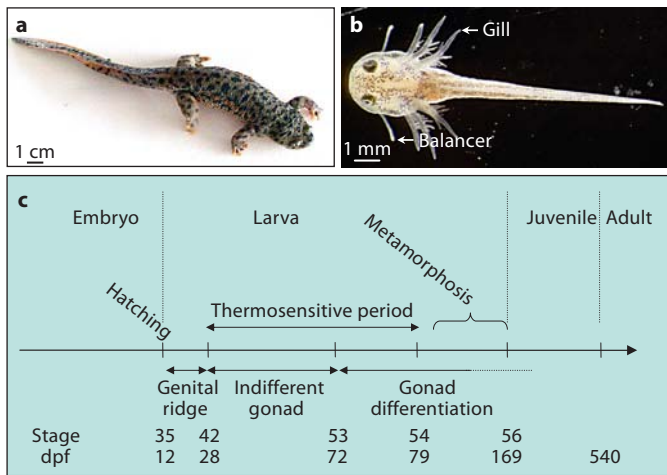 a
1 cm
b
Gill
Balancer
1 mm
c
Embryo Larva Juvenile Adult
Metamorphosis
Hatching
Thermosensitive period
Genital ridge
Indifferent gonad
Gonad differentiation
Stage 35 42 53 54 56
dpf 12 28 72 79 169 540